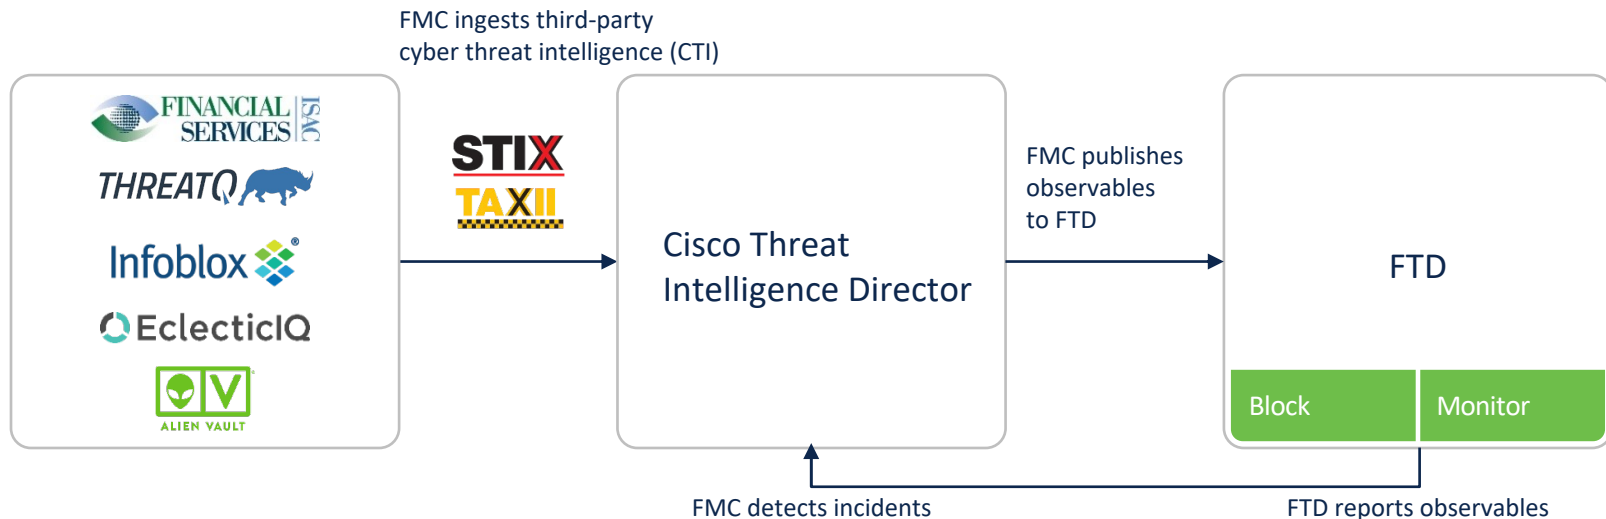 FMC ingests third-party
cyber threat intelligence (CTI)
FINANCIAL
SERVICES
ISAC
THREATQ
Infoblox®
EclecticIQ
ALIEN VAULT
STIX
TAXII
Cisco Threat
Intelligence Director
FMC publishes
observables
to FTD
FTD
Block
Monitor
FMC detects incidents
FTD reports observables